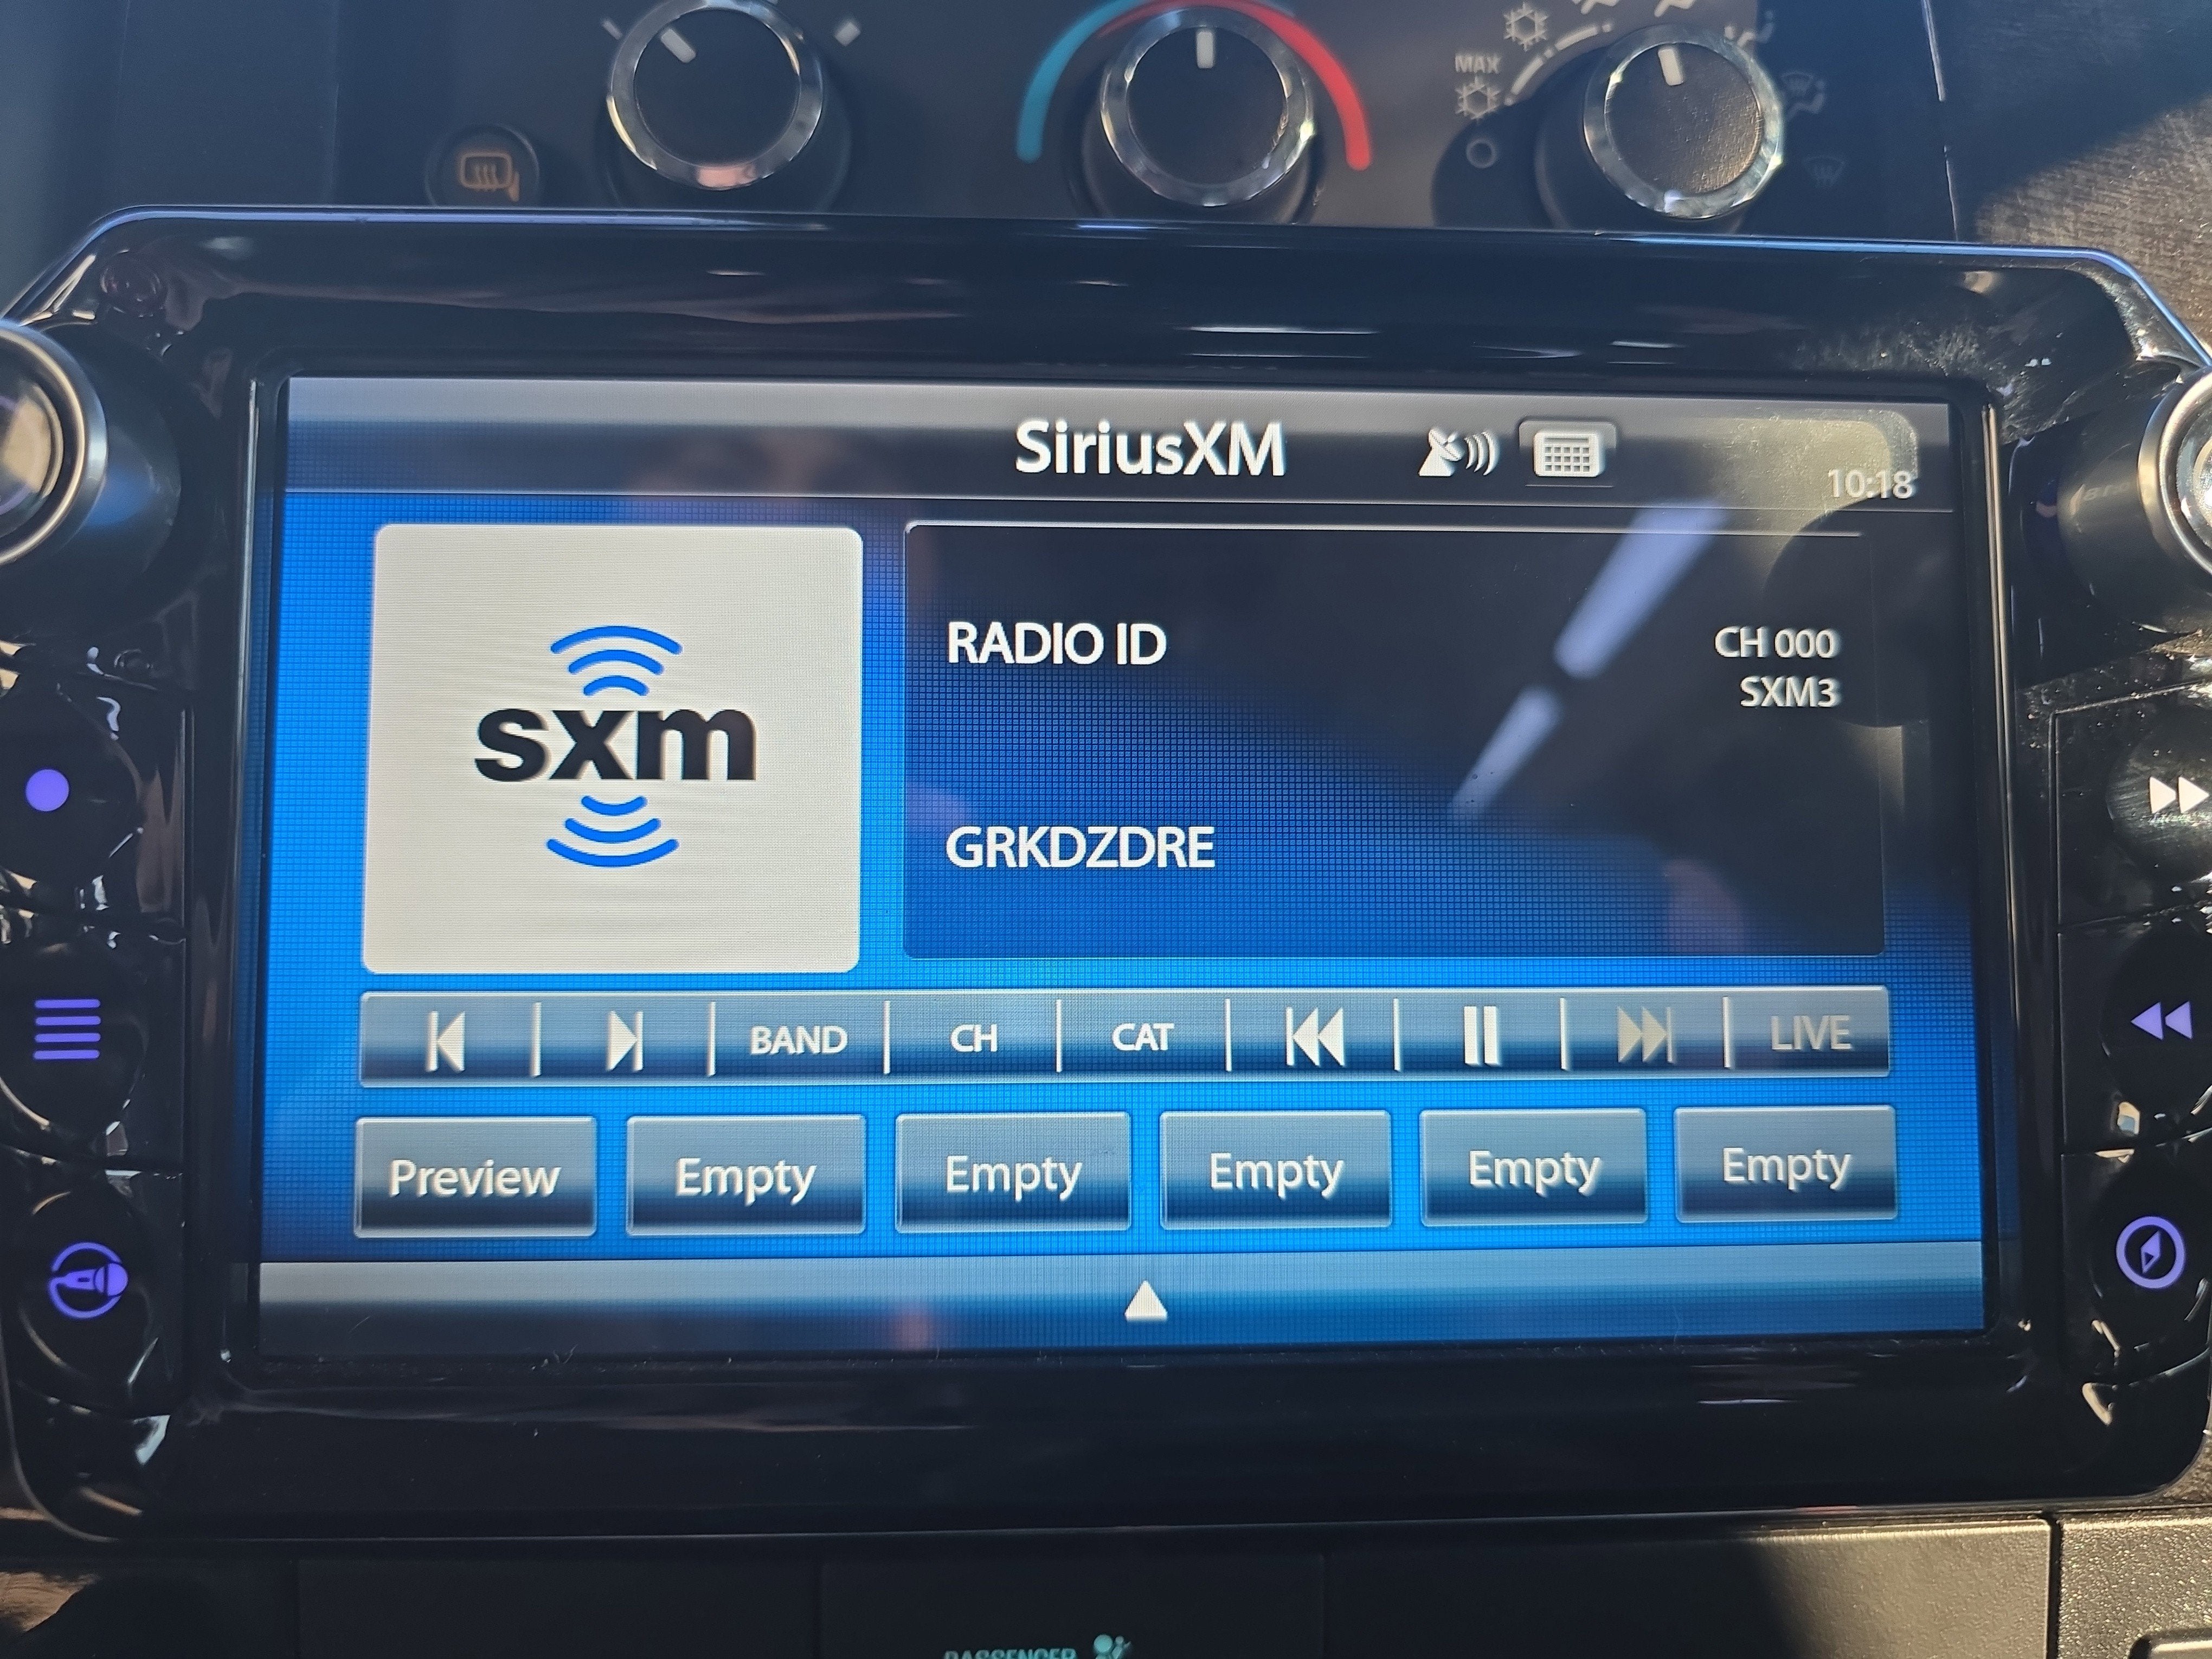 MAX
SiriusXM
10:18
sxm
RADIO ID
CH 000
SXM3
GRKDZDRE
BAND CH CAT LIVE
Preview Empty Empty Empty Empty Empty
PASSENGER